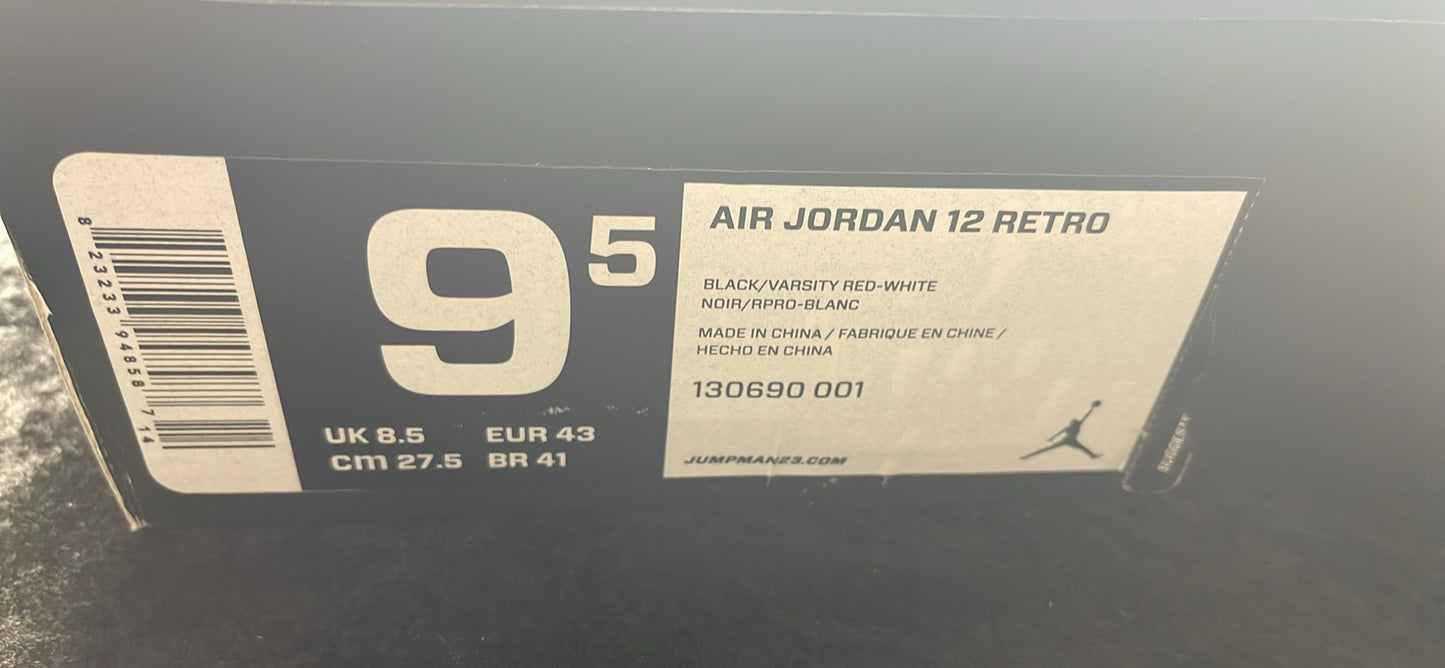 8 23233 94858 7 14
9 5
UK 8.5 EUR 43
cm 27.5 BR 41
AIR JORDAN 12 RETRO
BLACK/VARSITY RED-WHITE
NOIR/RPRO-BLANC
MADE IN CHINA / FABRIQUE EN CHINE /
HECHO EN CHINA
130690 001
JUMPMAN23.COM